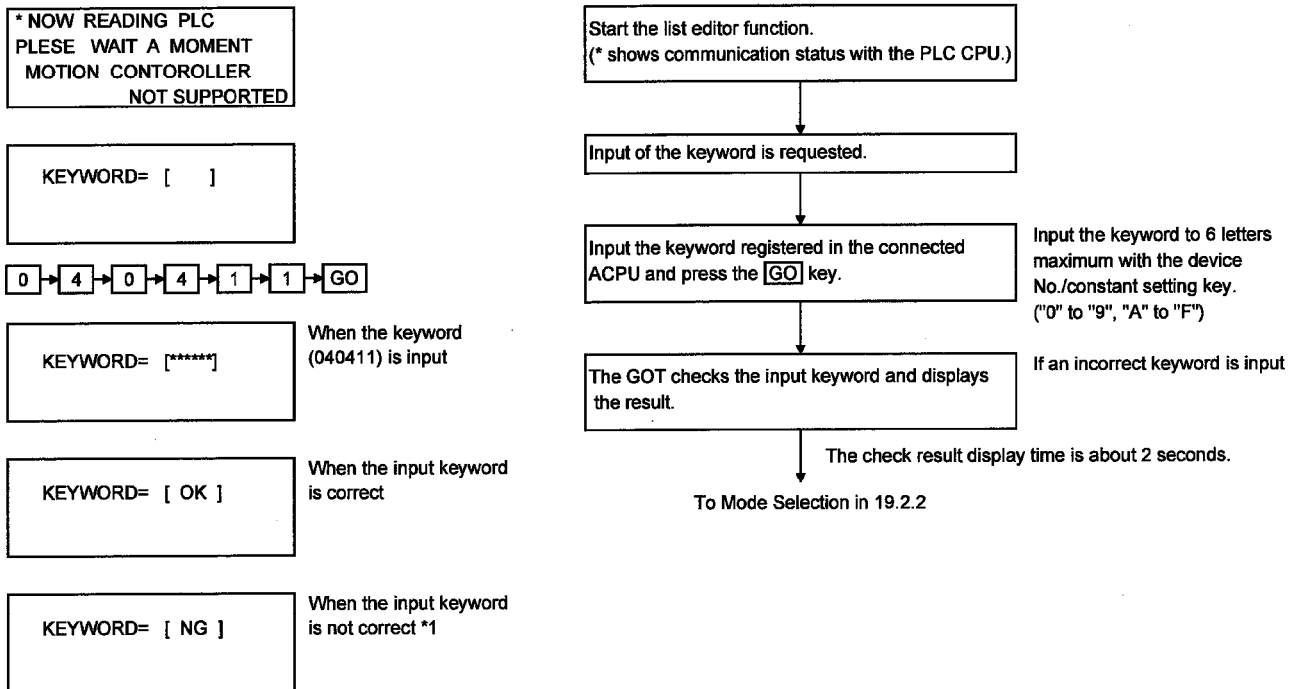 * NOW READING PLC
PLESE WAIT A MOMENT
MOTION CONTOROLLER
NOT SUPPORTED
KEYWORD= [ ]
0 4 0 4 1 1 GO
KEYWORD= [******]
When the keyword
(040411) is input
KEYWORD= [ OK ]
When the input keyword
is correct
KEYWORD= [ NG ]
When the input keyword
is not correct *1
Start the list editor function.
(* shows communication status with the PLC CPU.)
Input of the keyword is requested.
Input the keyword registered in the connected
ACPU and press the GO key.
Input the keyword to 6 letters
maximum with the device
No./constant setting key.
("0" to "9", "A" to "F")
The GOT checks the input keyword and displays
the result.
If an incorrect keyword is input
The check result display time is about 2 seconds.
To Mode Selection in 19.2.2